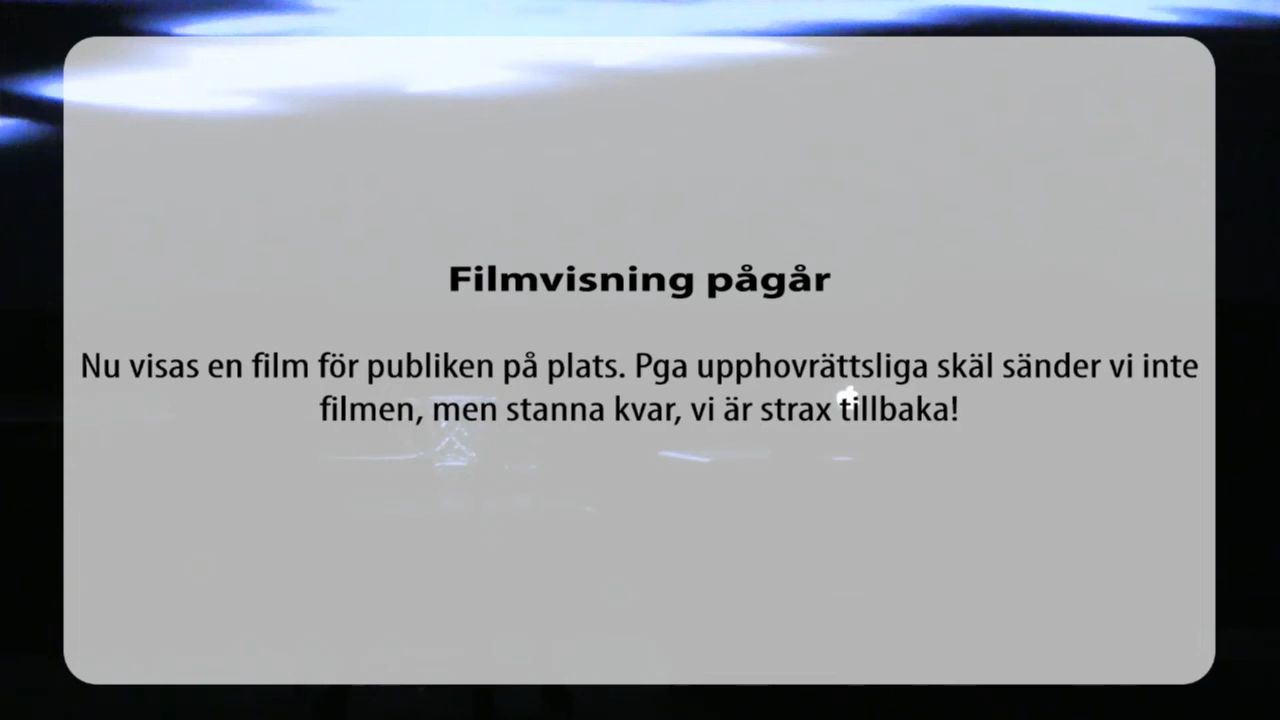 Filmvisning pågår
Nu visas en film för publiken på plats. Pga upphovrättsliga skäl sänder vi inte
filmen, men stanna kvar, vi är strax tillbaka!